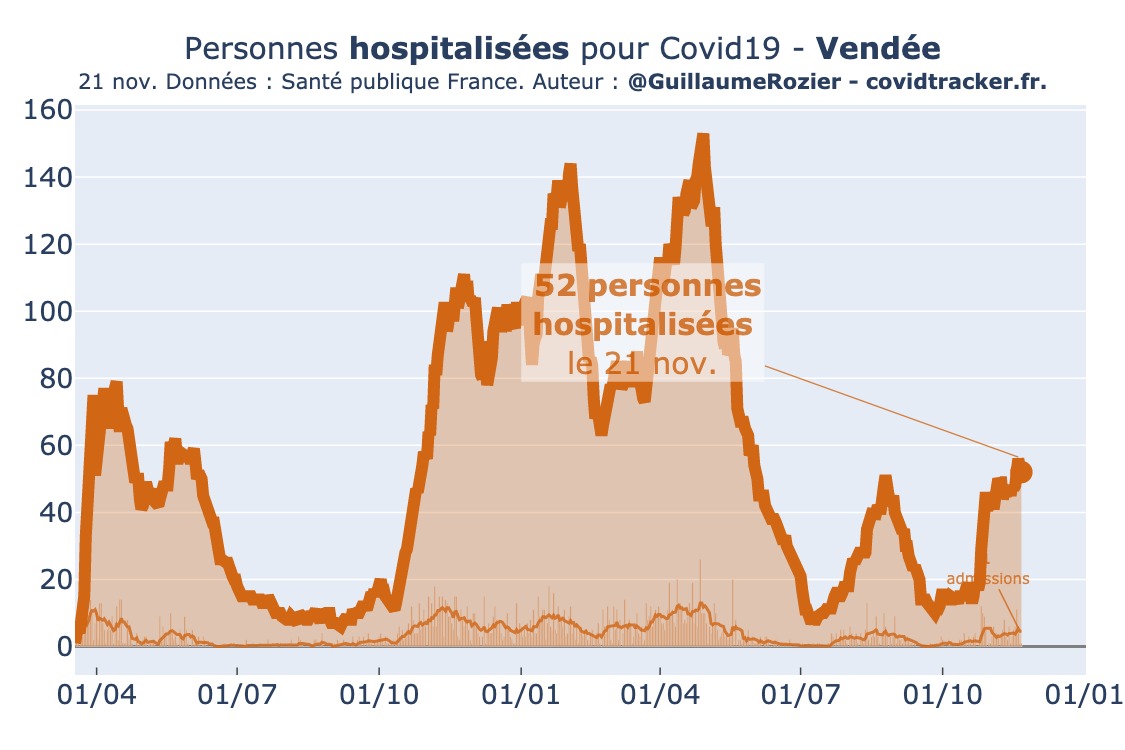 Personnes hospitalisées pour Covid19 - Vendée
21 nov. Données : Santé publique France. Auteur : @GuillaumeRozier - covidtracker.fr.
160
140
120
100
80
60
40
20
0
52 personnes
hospitalisées
le 21 nov.
admissions
01/04 01/07 01/10 01/01 01/04 01/07 01/10 01/01